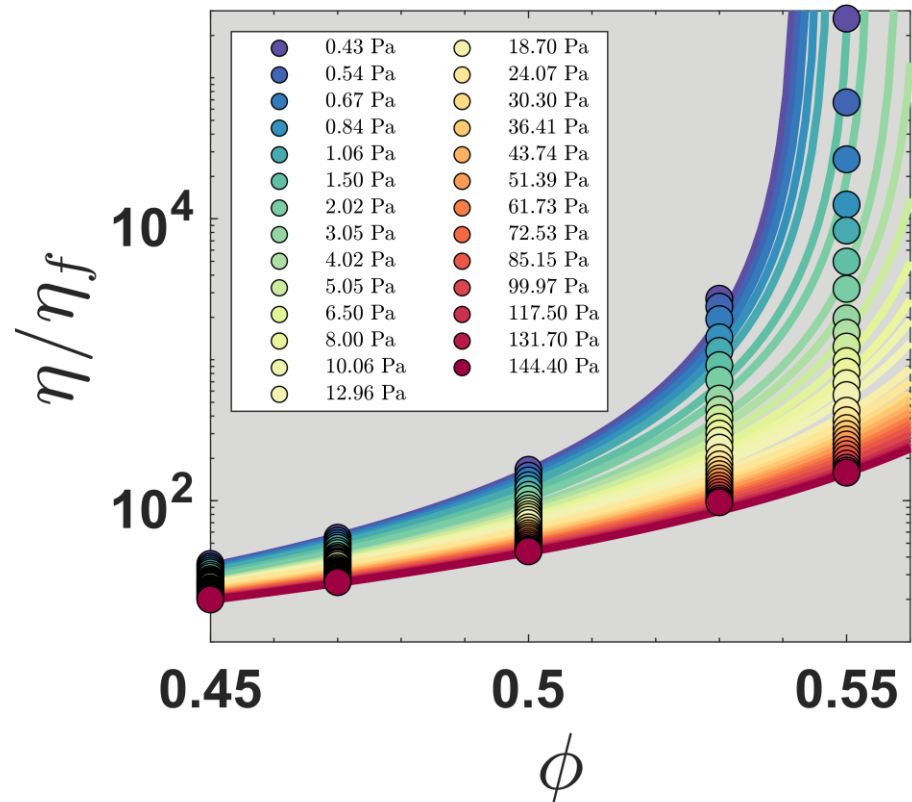 η/η_f
10^4
10^2
0.43 Pa
0.54 Pa
0.67 Pa
0.84 Pa
1.06 Pa
1.50 Pa
2.02 Pa
3.05 Pa
4.02 Pa
5.05 Pa
6.50 Pa
8.00 Pa
10.06 Pa
12.96 Pa
18.70 Pa
24.07 Pa
30.30 Pa
36.41 Pa
43.74 Pa
51.39 Pa
61.73 Pa
72.53 Pa
85.15 Pa
99.97 Pa
117.50 Pa
131.70 Pa
144.40 Pa
0.45
0.5
0.55
ϕ